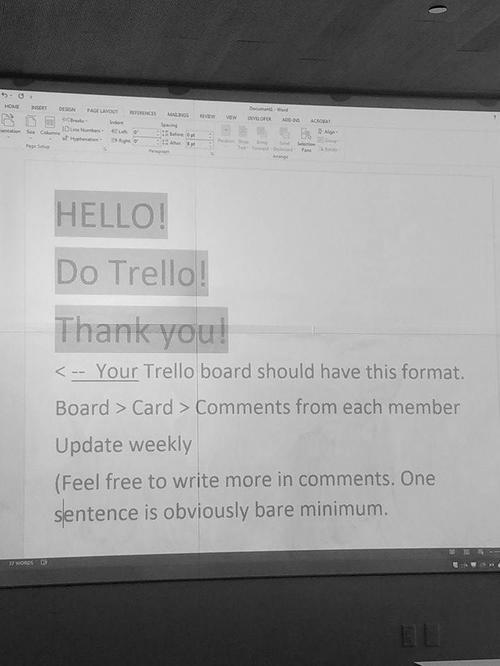 Document1 - Word
HOME INSERT DESIGN PAGE LAYOUT REFERENCES MAILINGS REVIEW VIEW DEVELOPER ADD-INS ACROBAT
Breaks
Indent Spacing
Size Columns Line Numbers Left: 0" Before: 0 pt
Hyphenation Right: 0" After: 8 pt
Position Wrap Text Bring Forward Send Backward Selection Pane Align
Group
Rotate
Page Setup Paragraph Arrange
HELLO!
Do Trello!
Thank you!
< -- Your Trello board should have this format.
Board > Card > Comments from each member
Update weekly
(Feel free to write more in comments. One
sentence is obviously bare minimum.
37 WORDS